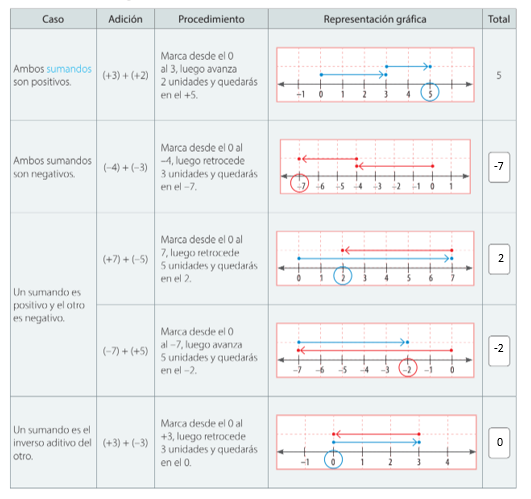 Caso Adición Procedimiento Representación gráfica Total
Ambos sumandos
son positivos.
(+3) + (+2)
Marca desde el 0
al 3, luego avanza
2 unidades y quedarás
en el +5.
−1 0 1 2 3 4 5
5
Ambos sumandos
son negativos.
(−4) + (−3)
Marca desde el 0 al
−4, luego retrocede
3 unidades y quedarás
en el −7.
−7 −6 −5 −4 −3 −2 −1 0 1
-7
Un sumando es
positivo y el otro
es negativo.
(+7) + (−5)
Marca desde el 0 al
7, luego retrocede
5 unidades y quedarás
en el 2.
0 1 2 3 4 5 6 7
2
(−7) + (+5)
Marca desde el 0
al −7, luego avanza
5 unidades y quedarás
en el −2.
−7 −6 −5 −4 −3 −2 −1 0
-2
Un sumando es el
inverso aditivo del
otro.
(+3) + (−3)
Marca desde el 0 al
+3, luego retrocede
3 unidades y quedarás
en el 0.
−1 0 1 2 3 4
0